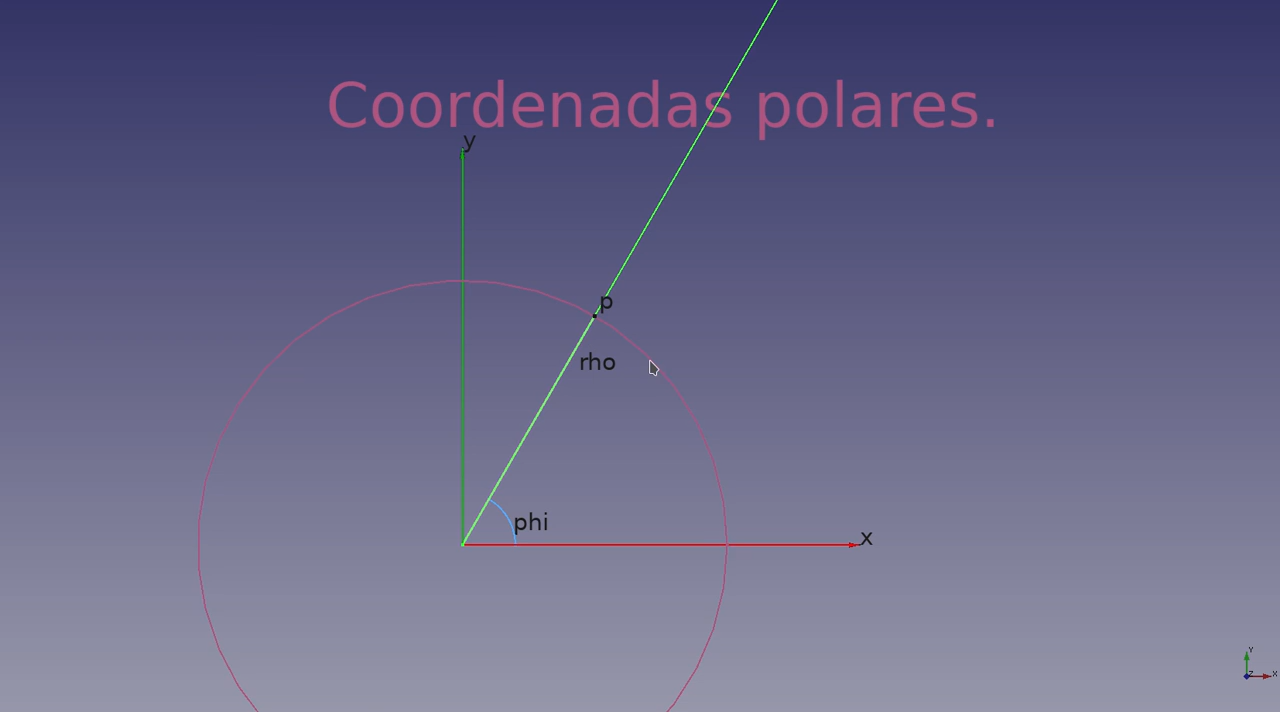 Coordenadas polares.
y
p
rho
phi
x
Y
Z
X